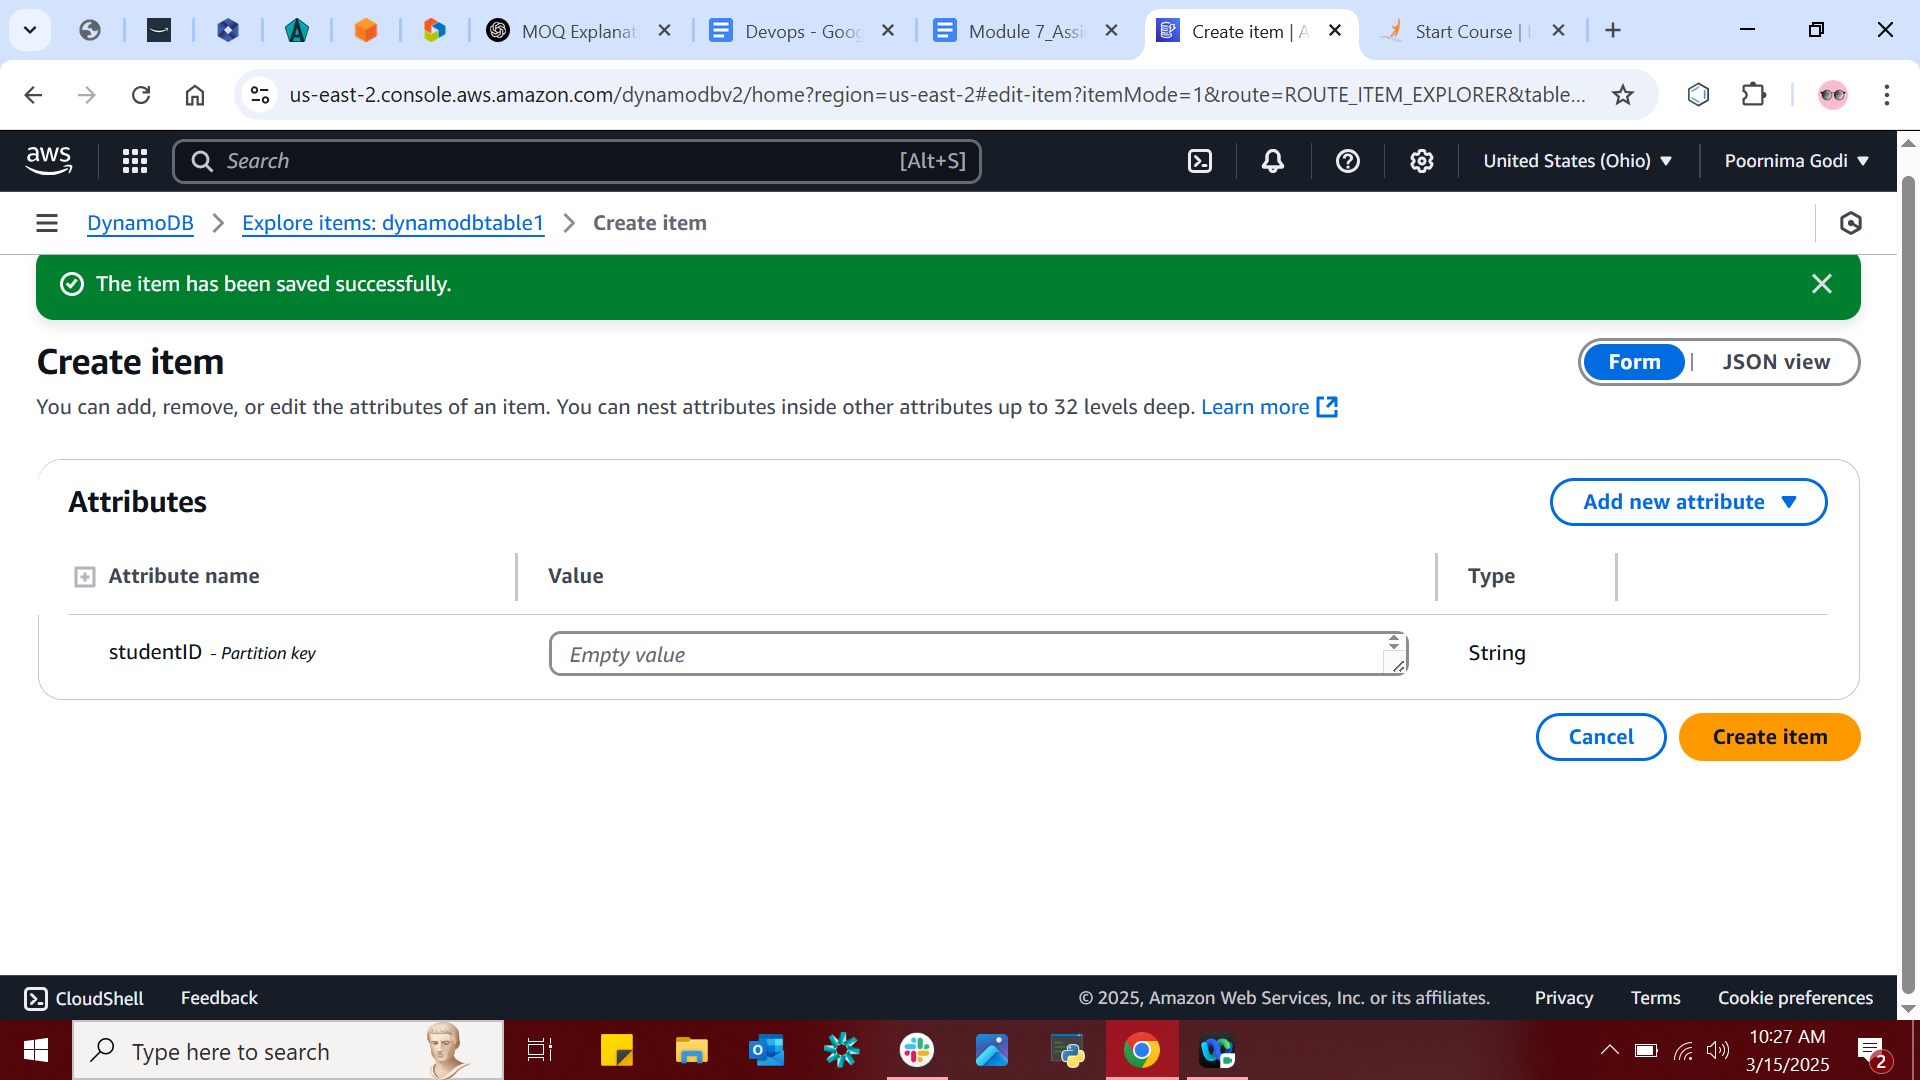 MOQ Explanat
Devops - Goog
Module 7_Assi
Create item | A
Start Course |
us-east-2.console.aws.amazon.com/dynamodbv2/home?region=us-east-2#edit-item?itemMode=1&route=ROUTE_ITEM_EXPLORER&table...
aws
Search
[Alt+S]
United States (Ohio)
Poornima Godi
DynamoDB
Explore items: dynamodbtable1
Create item
The item has been saved successfully.
Create item
Form
JSON view
You can add, remove, or edit the attributes of an item. You can nest attributes inside other attributes up to 32 levels deep. Learn more
Attributes
Add new attribute
Attribute name
Value
Type
studentID - Partition key
Empty value
String
Cancel
Create item
CloudShell
Feedback
© 2025, Amazon Web Services, Inc. or its affiliates.
Privacy
Terms
Cookie preferences
Type here to search
10:27 AM
3/15/2025
2